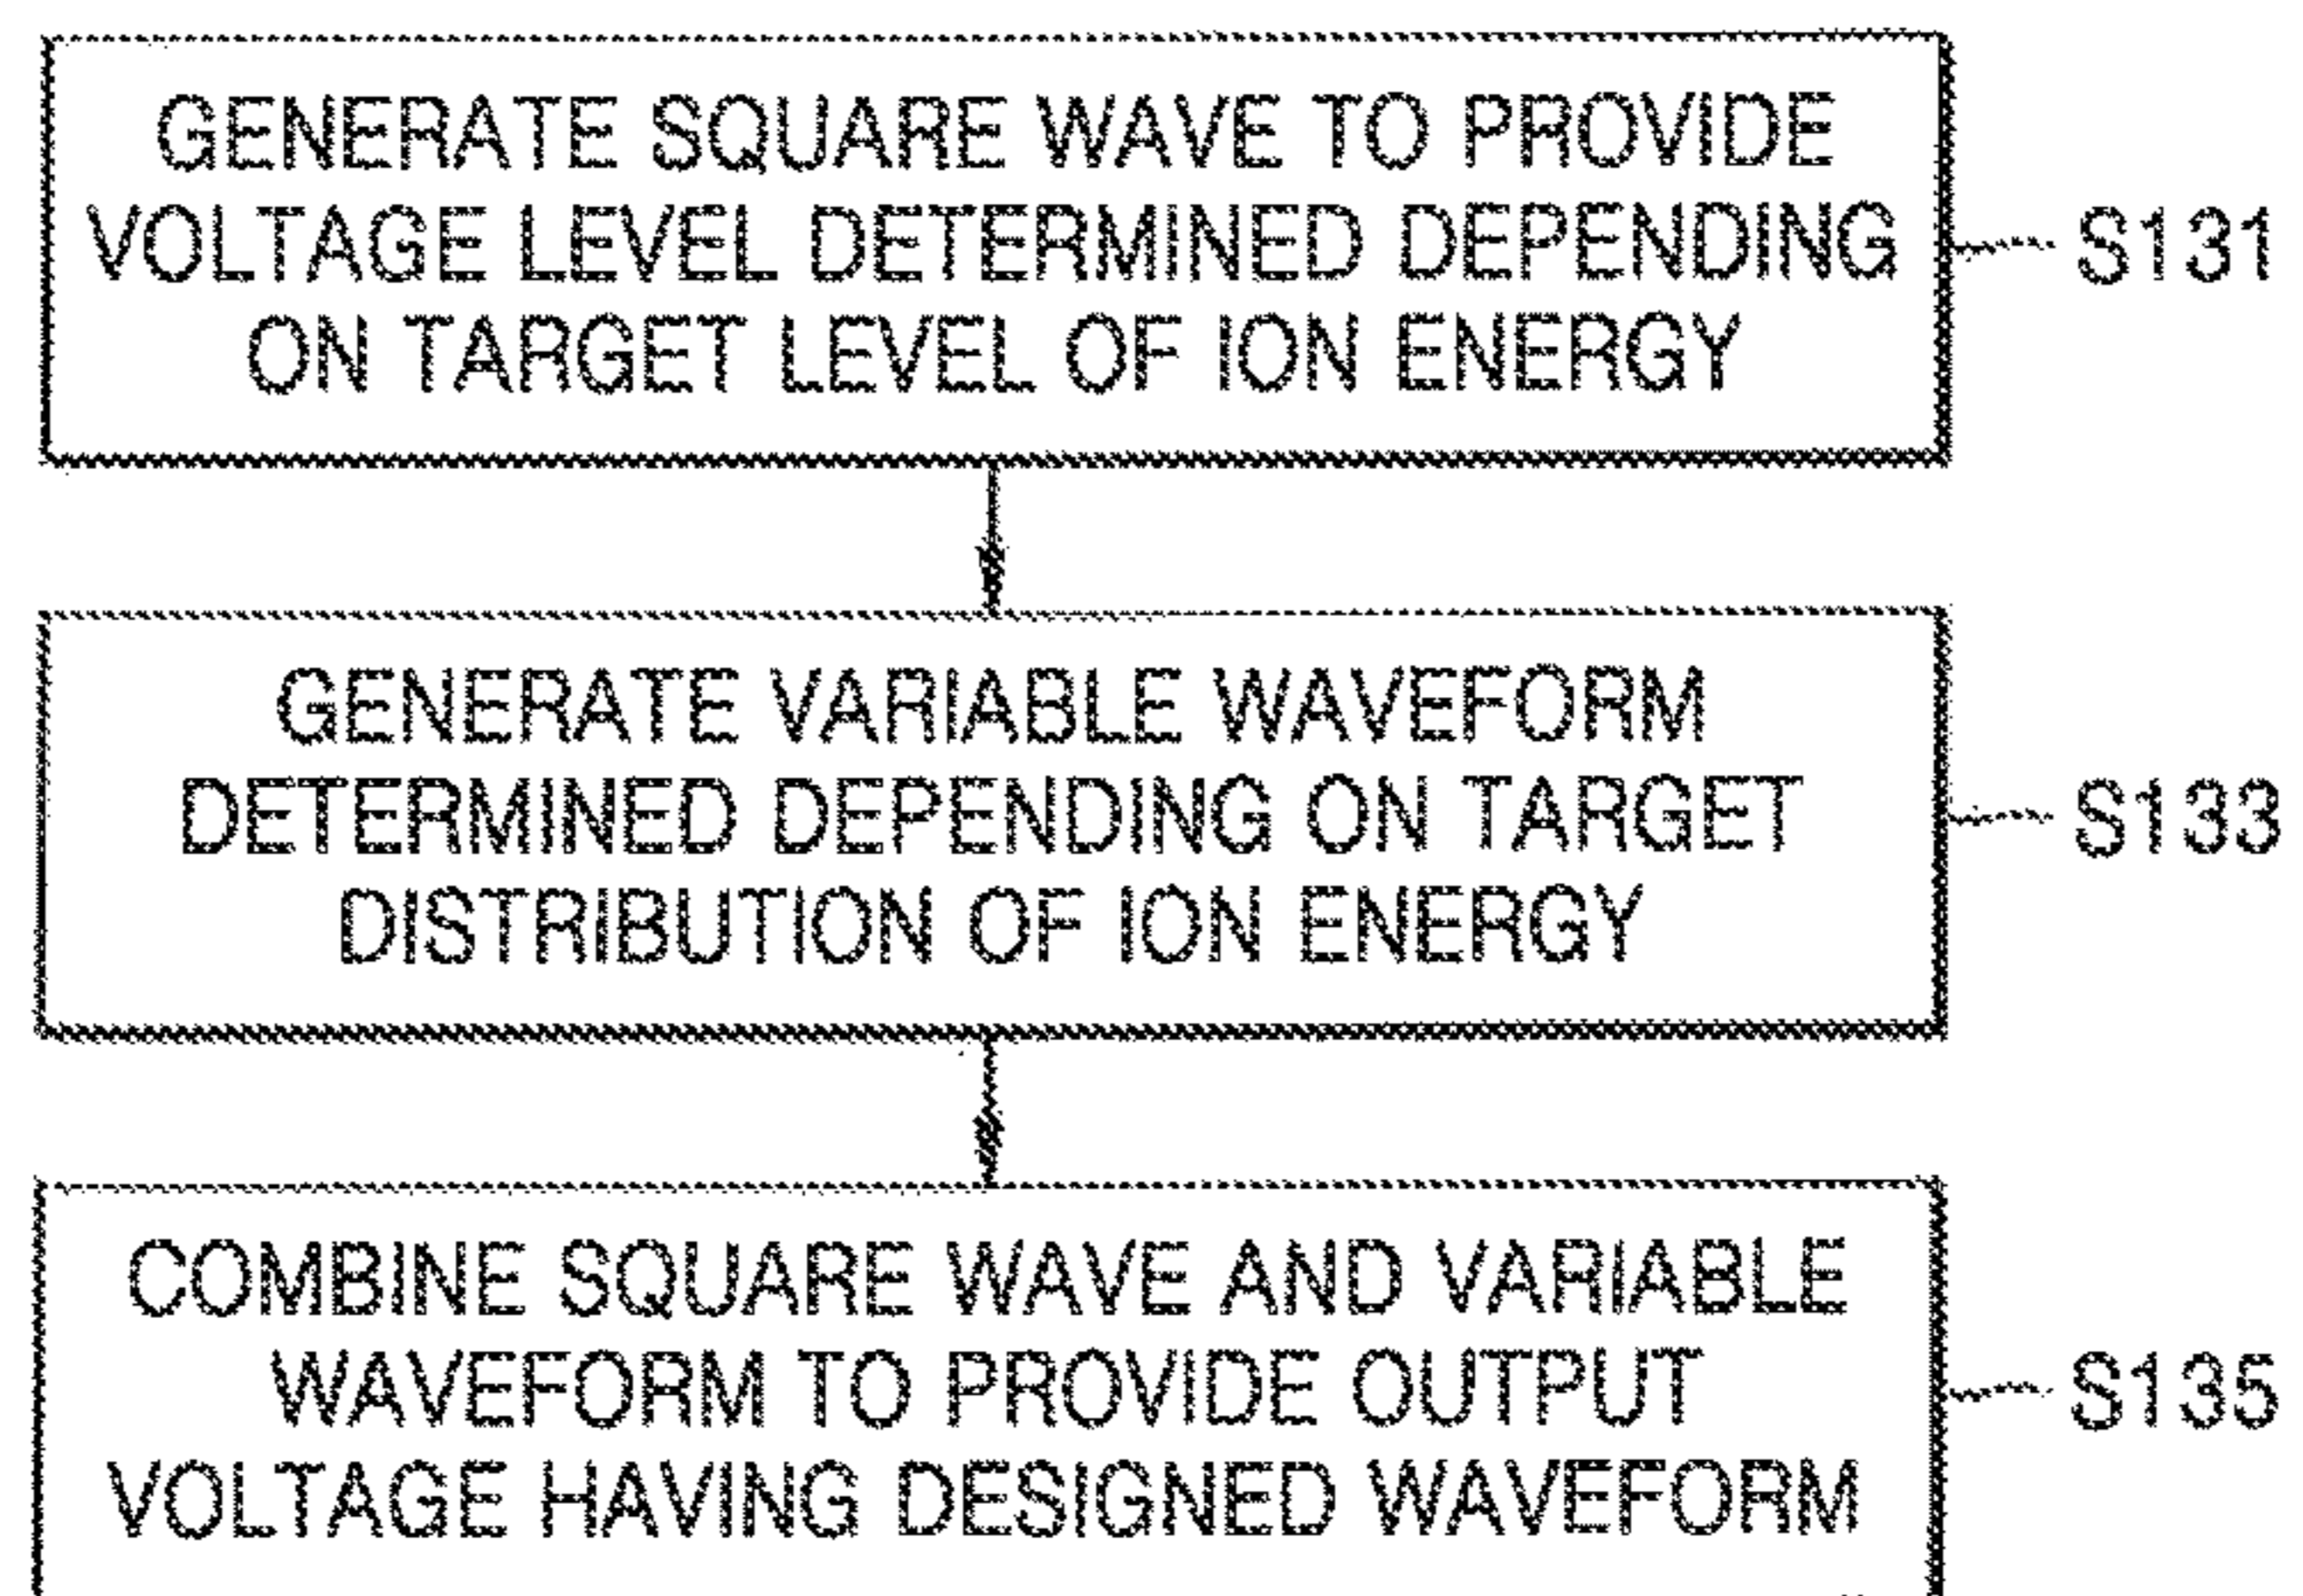 GENERATE SQUARE WAVE TO PROVIDE
VOLTAGE LEVEL DETERMINED DEPENDING
ON TARGET LEVEL OF ION ENERGY
S131
GENERATE VARIABLE WAVEFORM
DETERMINED DEPENDING ON TARGET
DISTRIBUTION OF ION ENERGY
S133
COMBINE SQUARE WAVE AND VARIABLE
WAVEFORM TO PROVIDE OUTPUT
VOLTAGE HAVING DESIGNED WAVEFORM
S135